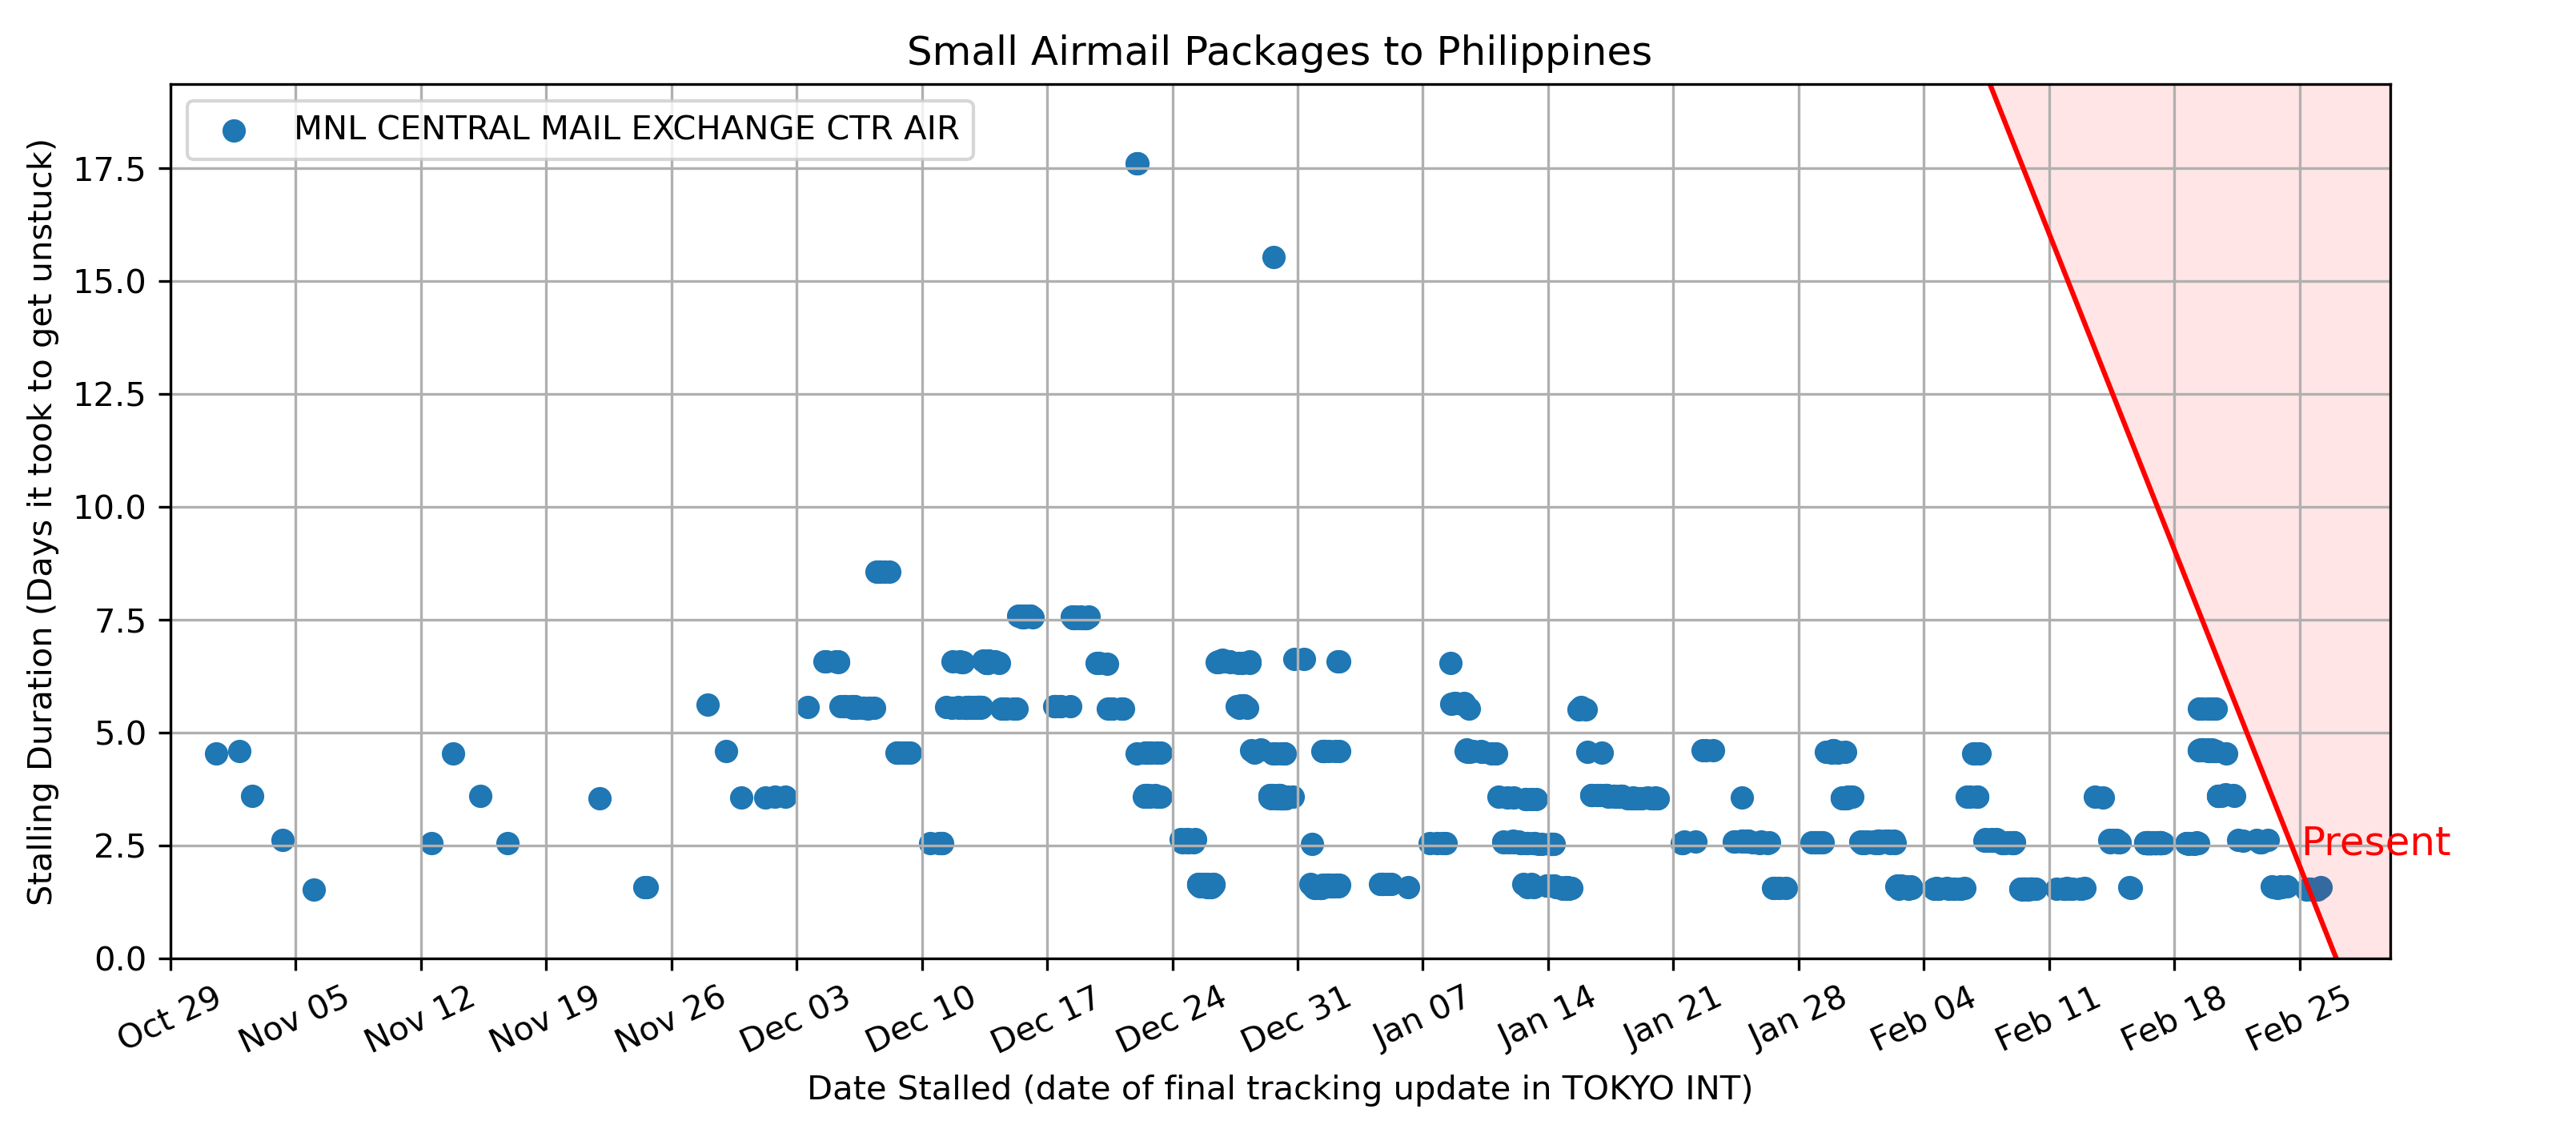 Small Airmail Packages to Philippines
MNL CENTRAL MAIL EXCHANGE CTR AIR
Stalling Duration (Days it took to get unstuck)
17.5
15.0
12.5
10.0
7.5
5.0
2.5
0.0
Present
Oct 29 Nov 05 Nov 12 Nov 19 Nov 26 Dec 03 Dec 10 Dec 17 Dec 24 Dec 31 Jan 07 Jan 14 Jan 21 Jan 28 Feb 04 Feb 11 Feb 18 Feb 25
Date Stalled (date of final tracking update in TOKYO INT)